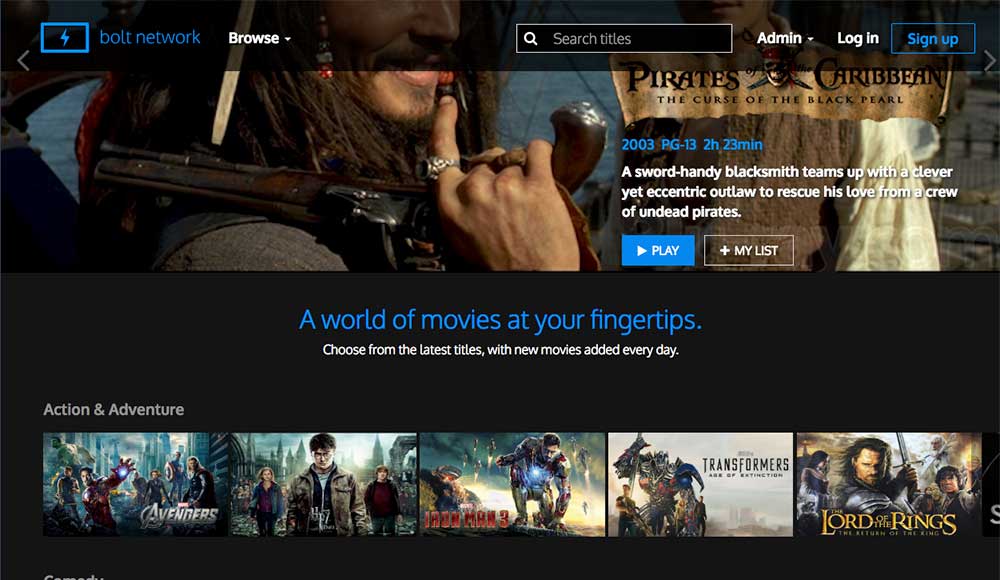 bolt network
Browse
Search titles
Admin
Log in
Sign up
PIRATES of the CARIBBEAN
THE CURSE OF THE BLACK PEARL
2003 PG-13 2h 23min
A sword-handy blacksmith teams up with a clever
yet eccentric outlaw to rescue his love from a crew
of undead pirates.
PLAY
+ MY LIST
A world of movies at your fingertips.
Choose from the latest titles, with new movies added every day.
Action & Adventure
MARVEL
AVENGERS
IRON MAN 3
TRANSFORMERS
AGE OF EXTINCTION
THE LORD OF THE RINGS
THE RETURN OF THE KING
Comedy